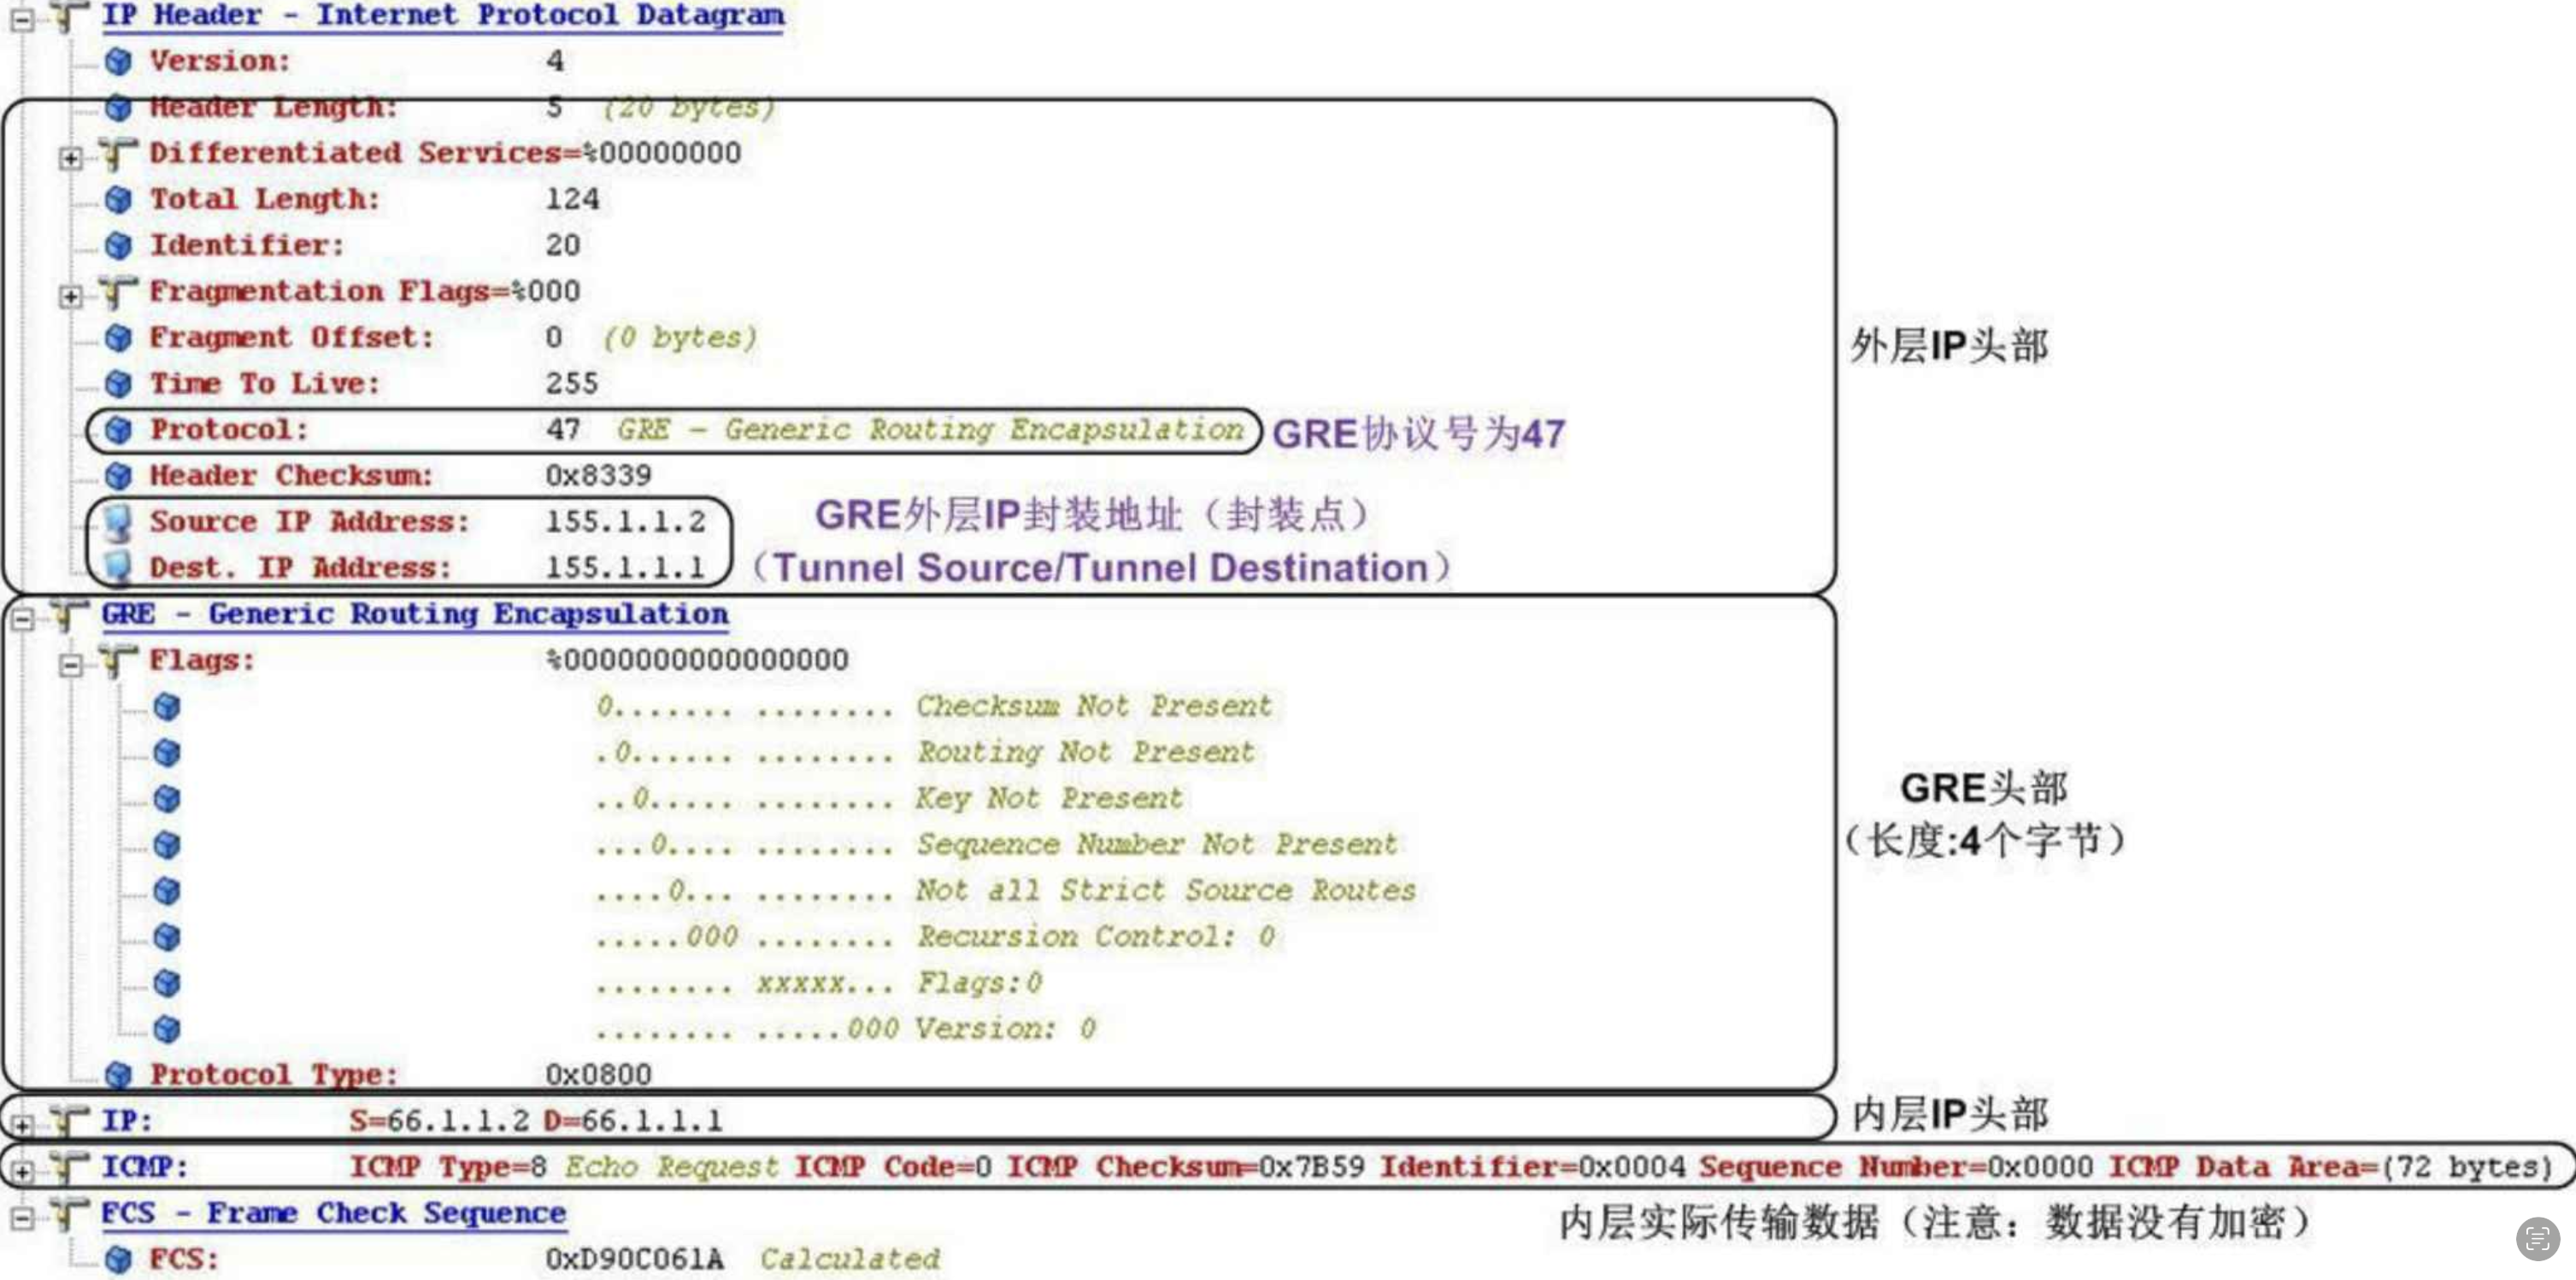 IP Header - Internet Protocol Datagram
Version: 4
Header Length: 5 (20 bytes)
Differentiated Services=%00000000
Total Length: 124
Identifier: 20
Fragmentation Flags=%000
Fragment Offset: 0 (0 bytes)
外层IP头部
Time To Live: 255
Protocol: 47 GRE - Generic Routing Encapsulation GRE协议号为47
Header Checksum: 0x8339
Source IP Address: 155.1.1.2 GRE外层IP封装地址（封装点）
Dest. IP Address: 155.1.1.1 （Tunnel Source/Tunnel Destination）
GRE - Generic Routing Encapsulation
Flags: %0000000000000000
0....... ........ Checksum Not Present
.0...... ........ Routing Not Present
..0..... ........ Key Not Present
GRE头部
...0.... ........ Sequence Number Not Present
（长度:4个字节）
....0... ........ Not all Strict Source Routes
.....000 ........ Recursion Control: 0
........ xxxxx... Flags:0
........ .....000 Version: 0
Protocol Type: 0x0800
IP: S=66.1.1.2 D=66.1.1.1 内层IP头部
ICMP: ICMP Type=8 Echo Request ICMP Code=0 ICMP Checksum=0x7B59 Identifier=0x0004 Sequence Number=0x0000 ICMP Data Area=(72 bytes)
FCS - Frame Check Sequence 内层实际传输数据（注意：数据没有加密）
FCS: 0xD90C061A Calculated